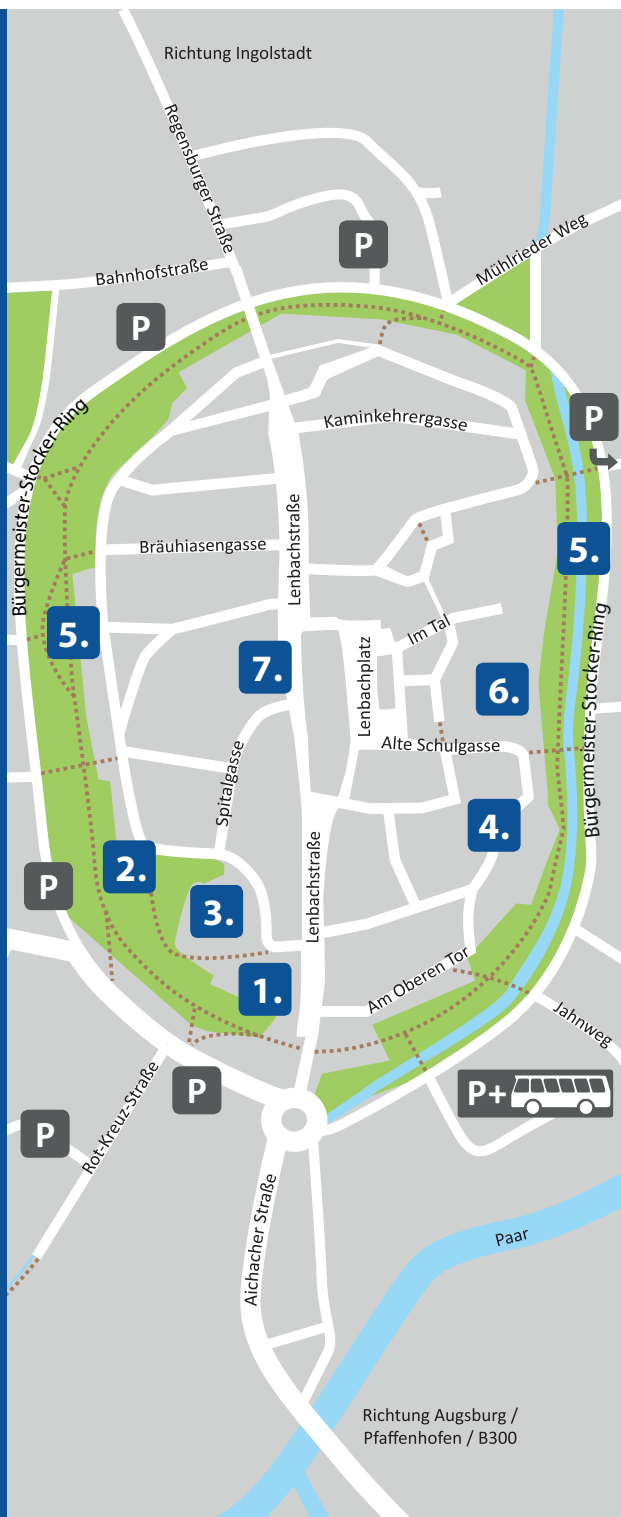 Richtung Ingolstadt
Regensburger Straße
Mühlrieder Weg
P
Bahnhofstraße
P
P
Bürgermeister-Stocker-Ring
Kaminkehrergasse
Lenbachstraße
Bräuhiasengasse
5.
5.
Im Tal
Lenbachplatz
7.
6.
Bürgermeister-Stocker-Ring
Alte Schulgasse
Spitalgasse
4.
Lenbachstraße
2.
P
3.
Am Oberen Tor
1.
Jahnweg
P
P+
P
Rot-Kreuz-Straße
Aichacher Straße
Paar
Richtung Augsburg /
Pfaffenhofen / B300